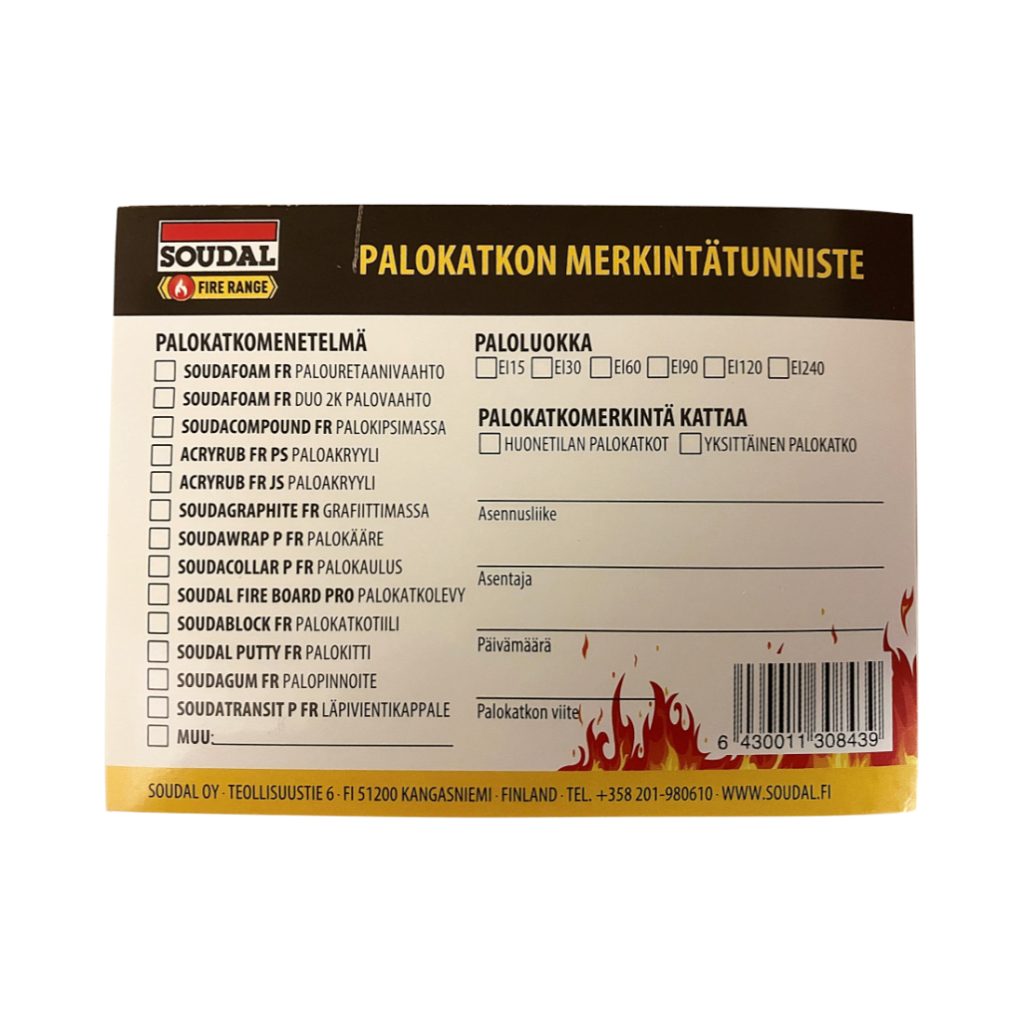 SOUDAL
FIRE RANGE
PALOKATKON MERKINTÄTUNNISTE
PALOKATKOMENETELMÄ
SOUDAFOAM FR PALOURETAANIVAAHTO
SOUDAFOAM FR DUO 2K PALOVAAHTO
SOUDACOMPOUND FR PALOKIPSIMASSA
ACRYRUB FR PS PALOAKRYYLI
ACRYRUB FR JS PALOAKRYYLI
SOUDAGRAPHITE FR GRAFIITTIMASSA
SOUDAWRAP P FR PALOKÄÄRE
SOUDACOLLAR P FR PALOKAULUS
SOUDAL FIRE BOARD PRO PALOKATKOLEVY
SOUDABLOCK FR PALOKATKOTIILI
SOUDAL PUTTY FR PALOKITTI
SOUDAGUM FR PALOPINNOITE
SOUDATRANSIT P FR LÄPIVIENTIKAPPALE
MUU:
PALOLUOKKA
EI15 EI30 EI60 EI90 EI120 EI240
PALOKATKOMERKINTÄ KATTAA
HUONETILAN PALOKATKOT YKSITTÄINEN PALOKATKO
Asennusliike
Asentaja
Päivämäärä
Palokatkon viite
6 430011 308439
SOUDAL OY · TEOLLISUUSTIE 6 · FI 51200 KANGASNIEMI · FINLAND · TEL. +358 201-980610 · WWW.SOUDAL.FI